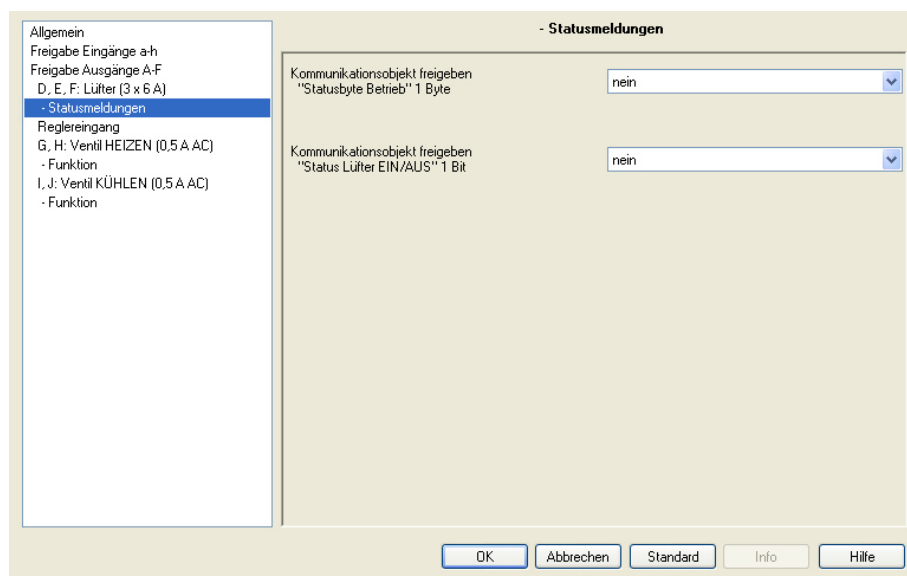 Allgemein
Freigabe Eingänge a-h
Freigabe Ausgänge A-F
D, E, F: Lüfter (3 x 6 A)
- Statusmeldungen
Reglereingang
G, H: Ventil HEIZEN (0,5 A AC)
- Funktion
I, J: Ventil KÜHLEN (0,5 A AC)
- Funktion
- Statusmeldungen
Kommunikationsobjekt freigeben
"Statusbyte Betrieb" 1 Byte
nein
Kommunikationsobjekt freigeben
"Status Lüfter EIN/AUS" 1 Bit
nein
OK
Abbrechen
Standard
Info
Hilfe